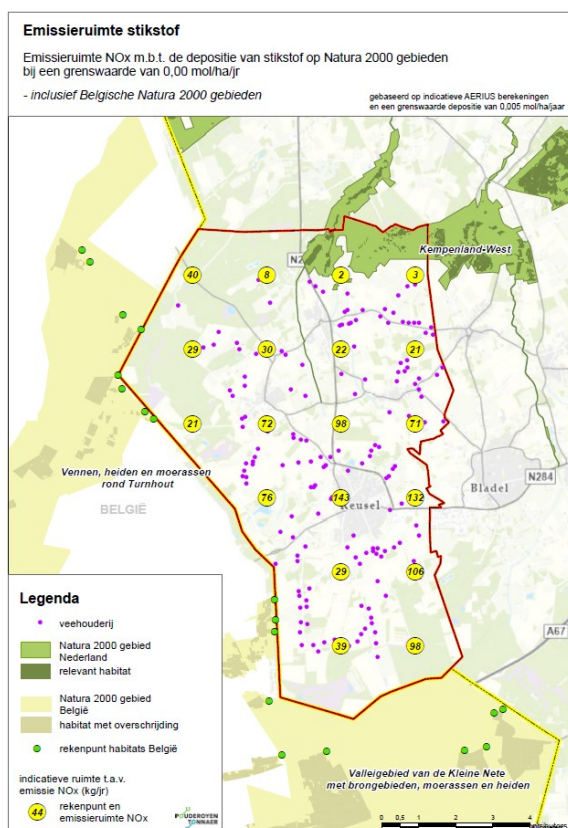 Emissieruimte stikstof
Emissieruimte NOx m.b.t. de depositie van stikstof op Natura 2000 gebieden
bij een grenswaarde van 0,00 mol/ha/jr
- inclusief Belgische Natura 2000 gebieden
gebaseerd op indicatieve AERIUS berekeningen
en een grenswaarde depositie van 0,005 mol/ha/jaar
Kempenland-West
N2
40 8 2 3
29 30 22 21
21 72 98 71
Vennen, heiden en moerassen
rond Turnhout
N284
Bladel
76 143 132
BELGIË
Reusel
29 106
A67
39 98
Legenda
veehouderij
Natura 2000 gebied
Nederland
relevant habitat
Natura 2000 gebied
België
habitat met overschrijding
rekenpunt habitats België
indicatieve ruimte t.a.v.
emissie NOx (kg/jr)
44 rekenpunt en
emissieruimte NOx
POUDEROYEN
TONNAER
Valleigebied van de Kleine Nete
met brongebieden, moerassen en heiden
0 0,5 1 2 3 4